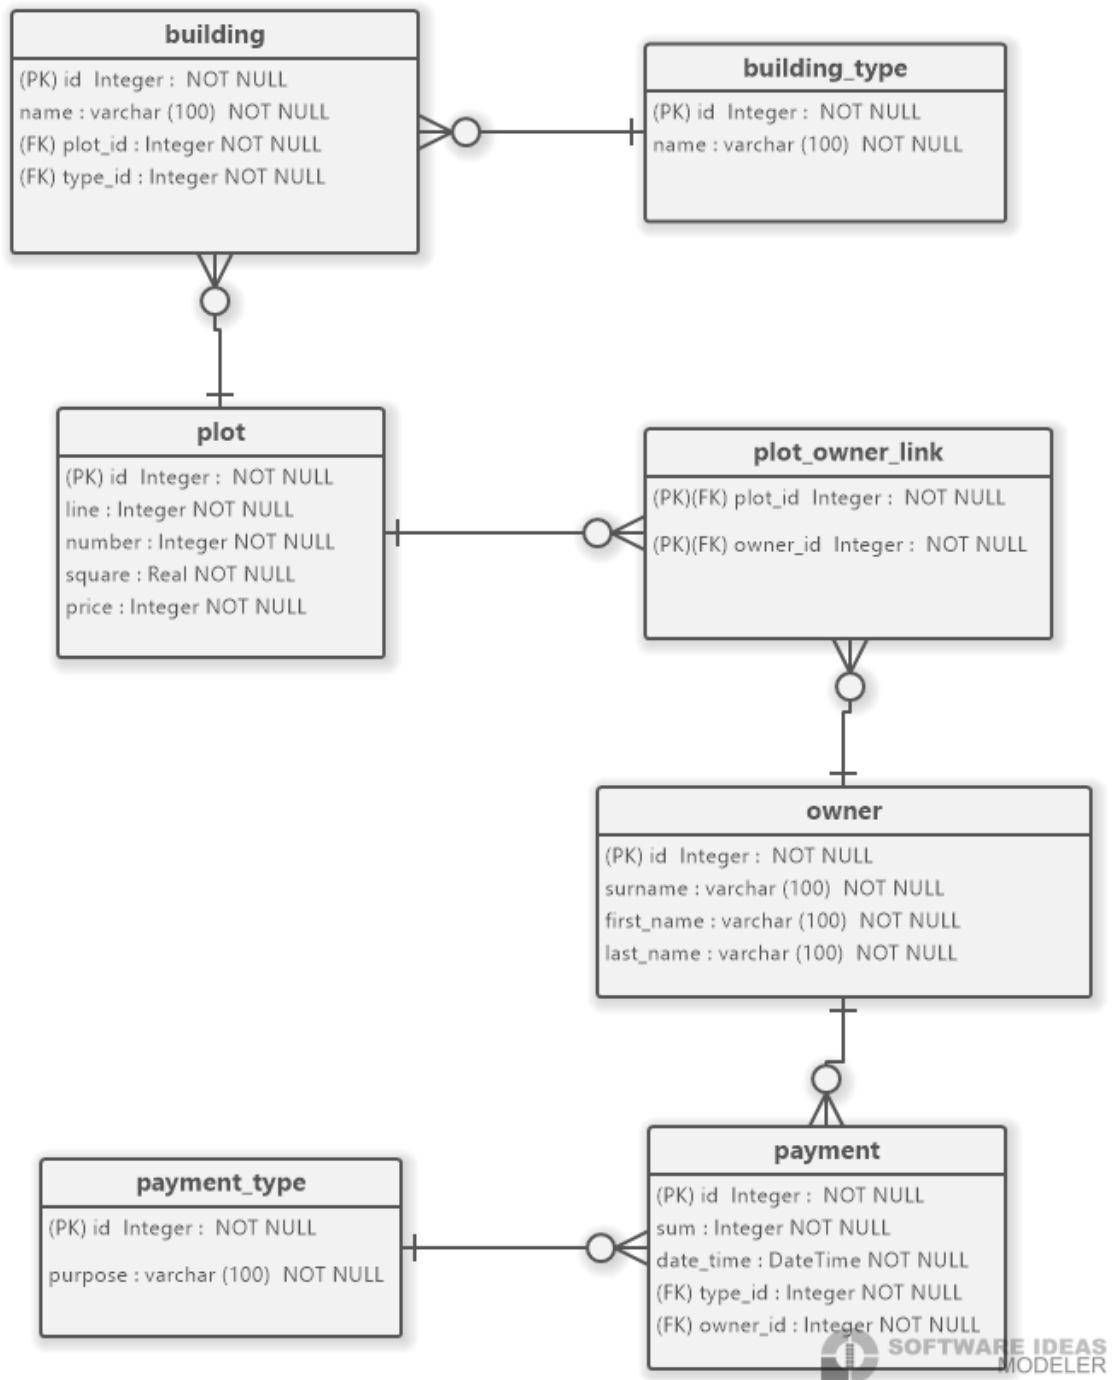 building
(PK) id Integer : NOT NULL
name : varchar (100) NOT NULL
(FK) plot_id : Integer NOT NULL
(FK) type_id : Integer NOT NULL
building_type
(PK) id Integer : NOT NULL
name : varchar (100) NOT NULL
plot
(PK) id Integer : NOT NULL
line : Integer NOT NULL
number : Integer NOT NULL
square : Real NOT NULL
price : Integer NOT NULL
plot_owner_link
(PK)(FK) plot_id Integer : NOT NULL
(PK)(FK) owner_id Integer : NOT NULL
owner
(PK) id Integer : NOT NULL
surname : varchar (100) NOT NULL
first_name : varchar (100) NOT NULL
last_name : varchar (100) NOT NULL
payment_type
(PK) id Integer : NOT NULL
purpose : varchar (100) NOT NULL
payment
(PK) id Integer : NOT NULL
sum : Integer NOT NULL
date_time : DateTime NOT NULL
(FK) type_id : Integer NOT NULL
(FK) owner_id : Integer NOT NULL
SOFTWARE IDEAS
MODELER